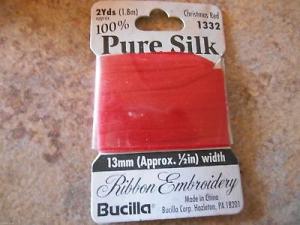 2Yds (1.8m)
approx.
Christmas Red
1332
100%
Pure Silk
13mm (Approx. ½in) width
Ribbon Embroidery
Bucilla
Made in China
Bucilla Corp. Hazleton, PA 18201